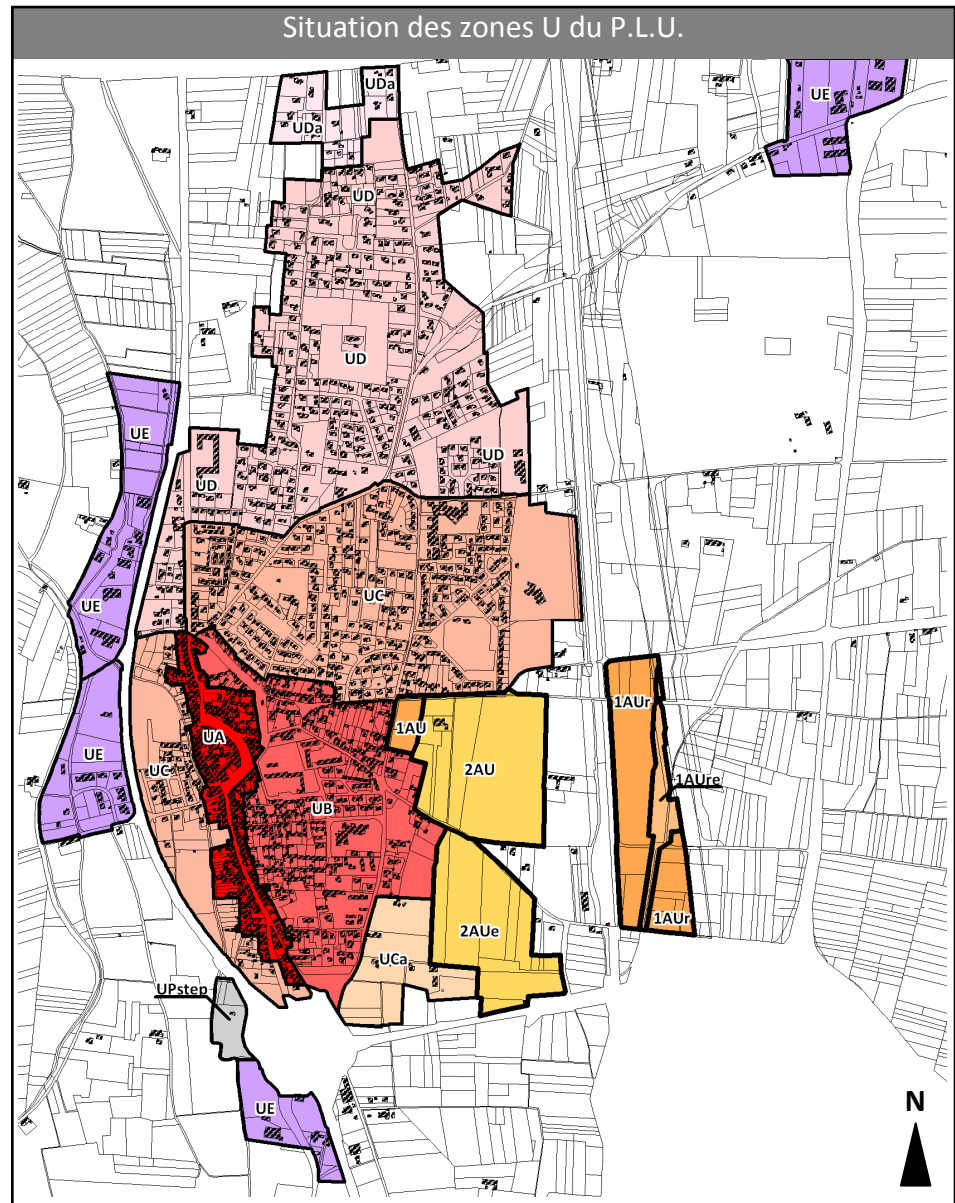 Situation des zones U du P.L.U.
UDa
UDa
UE
UD
UD
UE
UD
UD
UC
UE
1AUr
1AU
UA
2AU
UC
UE
1AUre
UB
1AUr
2AUe
UCa
UPstep
UE
N